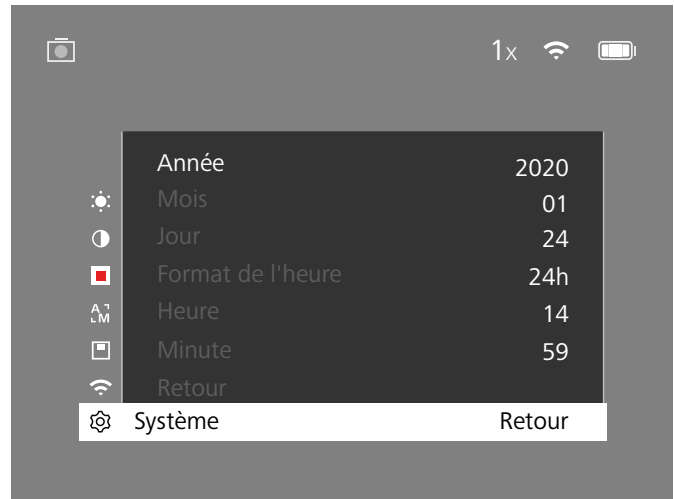 1x
Année 2020
Mois 01
Jour 24
Format de l'heure 24h
Heure 14
Minute 59
Retour
Système Retour